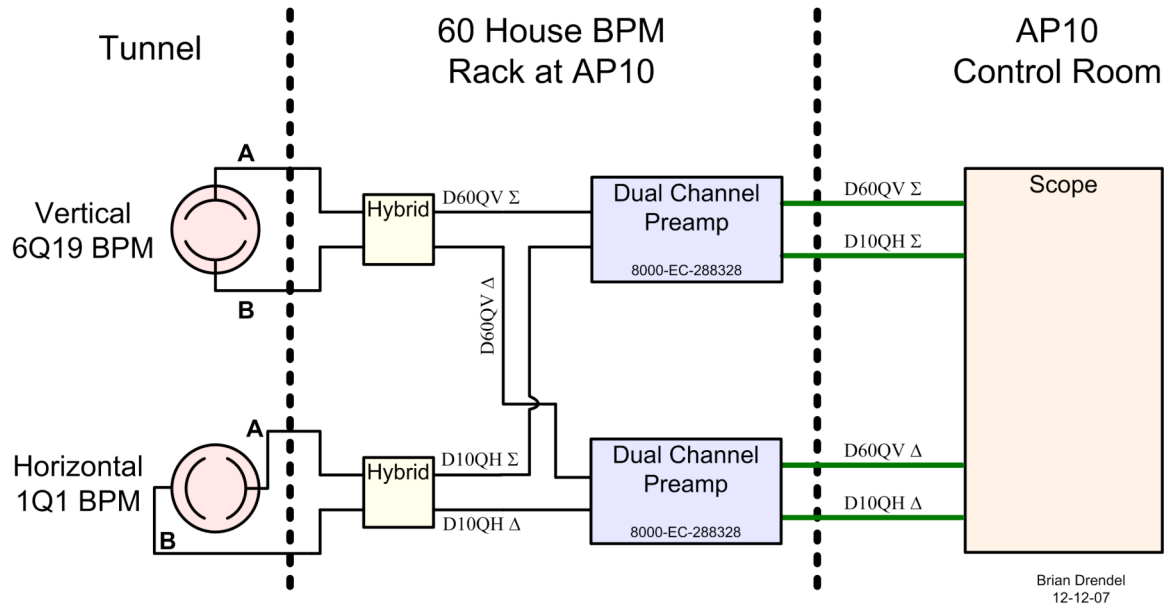 Tunnel
60 House BPM
Rack at AP10
AP10
Control Room
A
Vertical
6Q19 BPM
B
Hybrid
D60QV Σ
D60QV Δ
Dual Channel
Preamp
8000-EC-288328
D60QV Σ
D10QH Σ
Scope
A
Horizontal
1Q1 BPM
B
Hybrid
D10QH Σ
D10QH Δ
Dual Channel
Preamp
8000-EC-288328
D60QV Δ
D10QH Δ
Brian Drendel
12-12-07